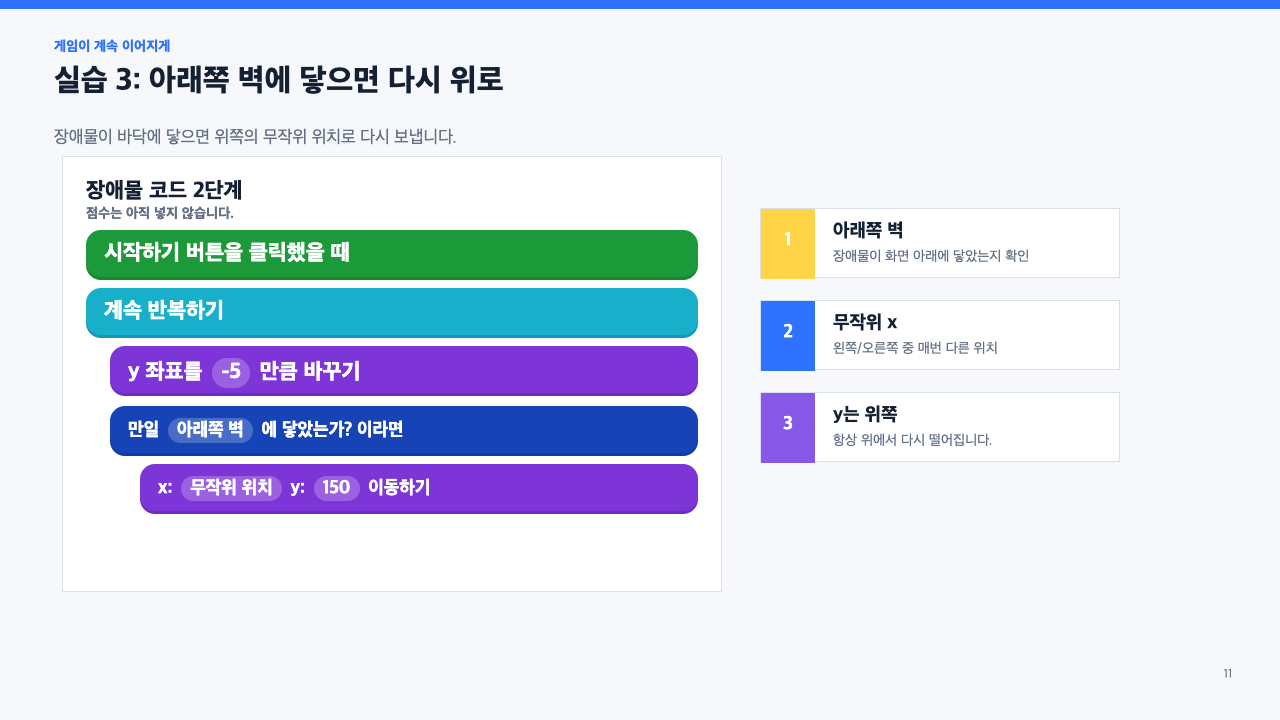 게임이 계속 이어지게
실습 3: 아래쪽 벽에 닿으면 다시 위로
장애물이 바닥에 닿으면 위쪽의 무작위 위치로 다시 보냅니다.
장애물 코드 2단계
점수는 아직 넣지 않습니다.
시작하기 버튼을 클릭했을 때
계속 반복하기
y 좌표를 -5 만큼 바꾸기
만일 아래쪽 벽 에 닿았는가? 이라면
x: 무작위 위치 y: 150 이동하기
1
아래쪽 벽
장애물이 화면 아래에 닿았는지 확인
2
무작위 x
왼쪽/오른쪽 중 매번 다른 위치
3
y는 위쪽
항상 위에서 다시 떨어집니다.
11